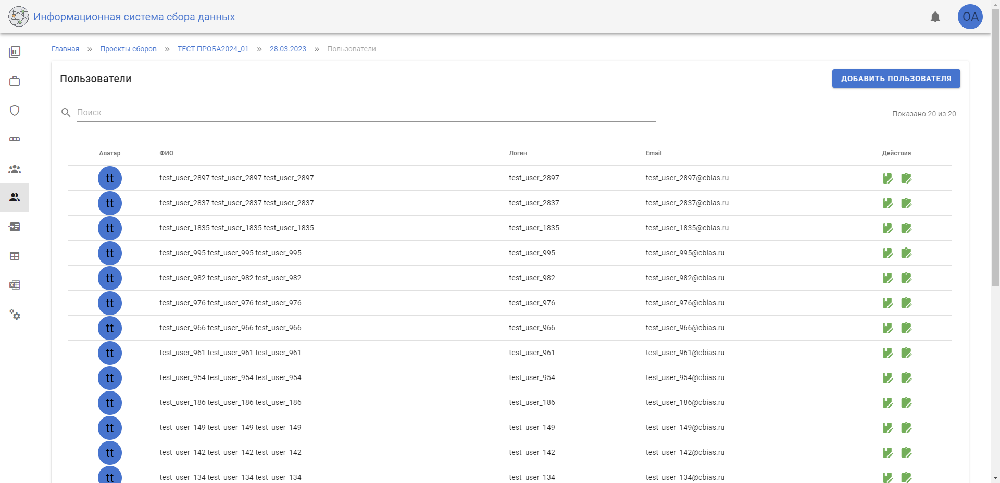 Информационная система сбора данных
OA
Главная » Проекты сборов » ТЕСТ ПРОБА2024_01 » 28.03.2023 » Пользователи
Пользователи
ДОБАВИТЬ ПОЛЬЗОВАТЕЛЯ
Поиск
Показано 20 из 20
Аватар ФИО Логин Email Действия
tt test_user_2897 test_user_2897 test_user_2897 test_user_2897 test_user_2897@cbias.ru
tt test_user_2837 test_user_2837 test_user_2837 test_user_2837 test_user_2837@cbias.ru
tt test_user_1835 test_user_1835 test_user_1835 test_user_1835 test_user_1835@cbias.ru
tt test_user_995 test_user_995 test_user_995 test_user_995 test_user_995@cbias.ru
tt test_user_982 test_user_982 test_user_982 test_user_982 test_user_982@cbias.ru
tt test_user_976 test_user_976 test_user_976 test_user_976 test_user_976@cbias.ru
tt test_user_966 test_user_966 test_user_966 test_user_966 test_user_966@cbias.ru
tt test_user_961 test_user_961 test_user_961 test_user_961 test_user_961@cbias.ru
tt test_user_954 test_user_954 test_user_954 test_user_954 test_user_954@cbias.ru
tt test_user_186 test_user_186 test_user_186 test_user_186 test_user_186@cbias.ru
tt test_user_149 test_user_149 test_user_149 test_user_149 test_user_149@cbias.ru
tt test_user_142 test_user_142 test_user_142 test_user_142 test_user_142@cbias.ru
tt test_user_134 test_user_134 test_user_134 test_user_134 test_user_134@cbias.ru